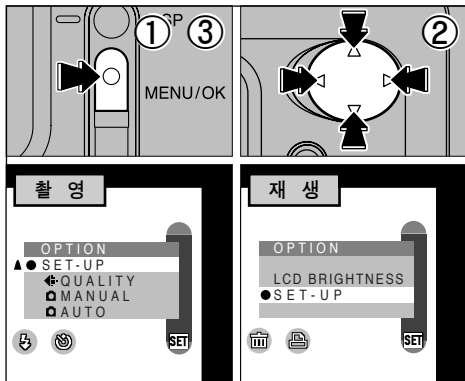 ① ③
SP
MENU/OK
②
촬 영
OPTION
SET-UP
QUALITY
MANUAL
AUTO
SET
재 생
OPTION
LCD BRIGHTNESS
SET-UP
SET